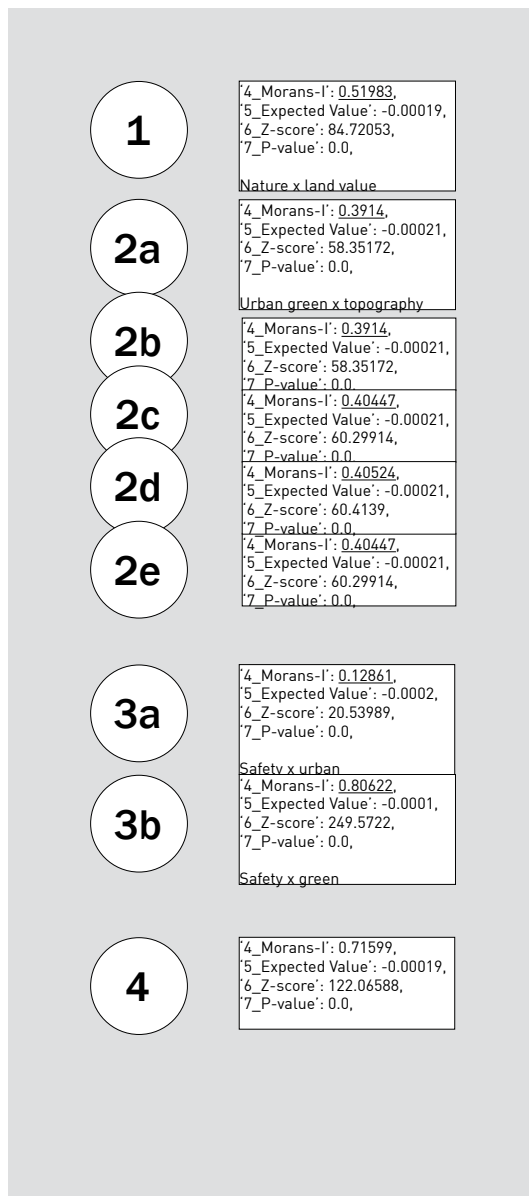 1
'4_Morans-I': 0.51983,
'5_Expected Value': -0.00019,
'6_Z-score': 84.72053,
'7_P-value': 0.0,
Nature x land value
2a
'4_Morans-I': 0.3914,
'5_Expected Value': -0.00021,
'6_Z-score': 58.35172,
'7_P-value': 0.0,
Urban green x topography
2b
'4_Morans-I': 0.3914,
'5_Expected Value': -0.00021,
'6_Z-score': 58.35172,
'7_P-value': 0.0,
2c
'4_Morans-I': 0.40447,
'5_Expected Value': -0.00021,
'6_Z-score': 60.29914,
'7_P-value': 0.0,
2d
'4_Morans-I': 0.40524,
'5_Expected Value': -0.00021,
'6_Z-score': 60.4139,
'7_P-value': 0.0,
2e
'4_Morans-I': 0.40447,
'5_Expected Value': -0.00021,
'6_Z-score': 60.29914,
'7_P-value': 0.0,
3a
'4_Morans-I': 0.12861,
'5_Expected Value': -0.0002,
'6_Z-score': 20.53989,
'7_P-value': 0.0,
Safety x urban
3b
'4_Morans-I': 0.80622,
'5_Expected Value': -0.0001,
'6_Z-score': 249.5722,
'7_P-value': 0.0,
Safety x green
4
'4_Morans-I': 0.71599,
'5_Expected Value': -0.00019,
'6_Z-score': 122.06588,
'7_P-value': 0.0,